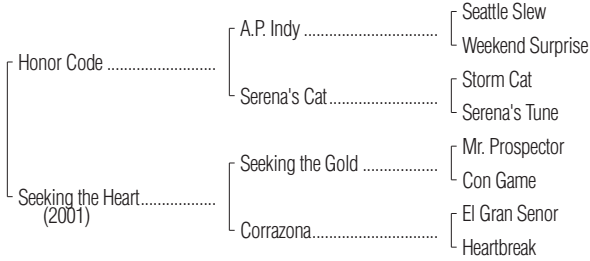 Seattle Slew
A.P. Indy ................................
Weekend Surprise
Honor Code ..........................
Storm Cat
Serena's Cat..........................
Serena's Tune
Mr. Prospector
Seeking the Gold ..................
Con Game
Seeking the Heart..................
(2001)
El Gran Senor
Corrazona..............................
Heartbreak